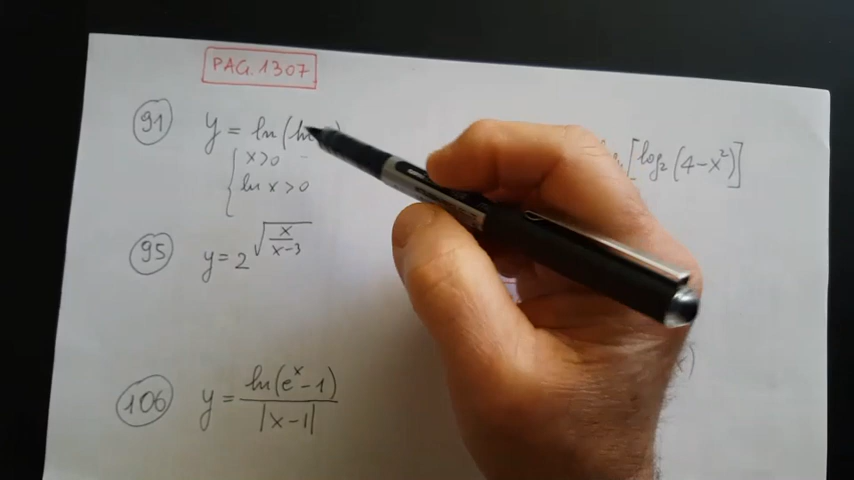 PAG. 1307
91 y = ln(ln
x>0
ln x > 0
[log₂(4-x²)]
95 y = 2^√(x/(x-3))
x)
106 y = ln(eˣ-1)
|x-1|